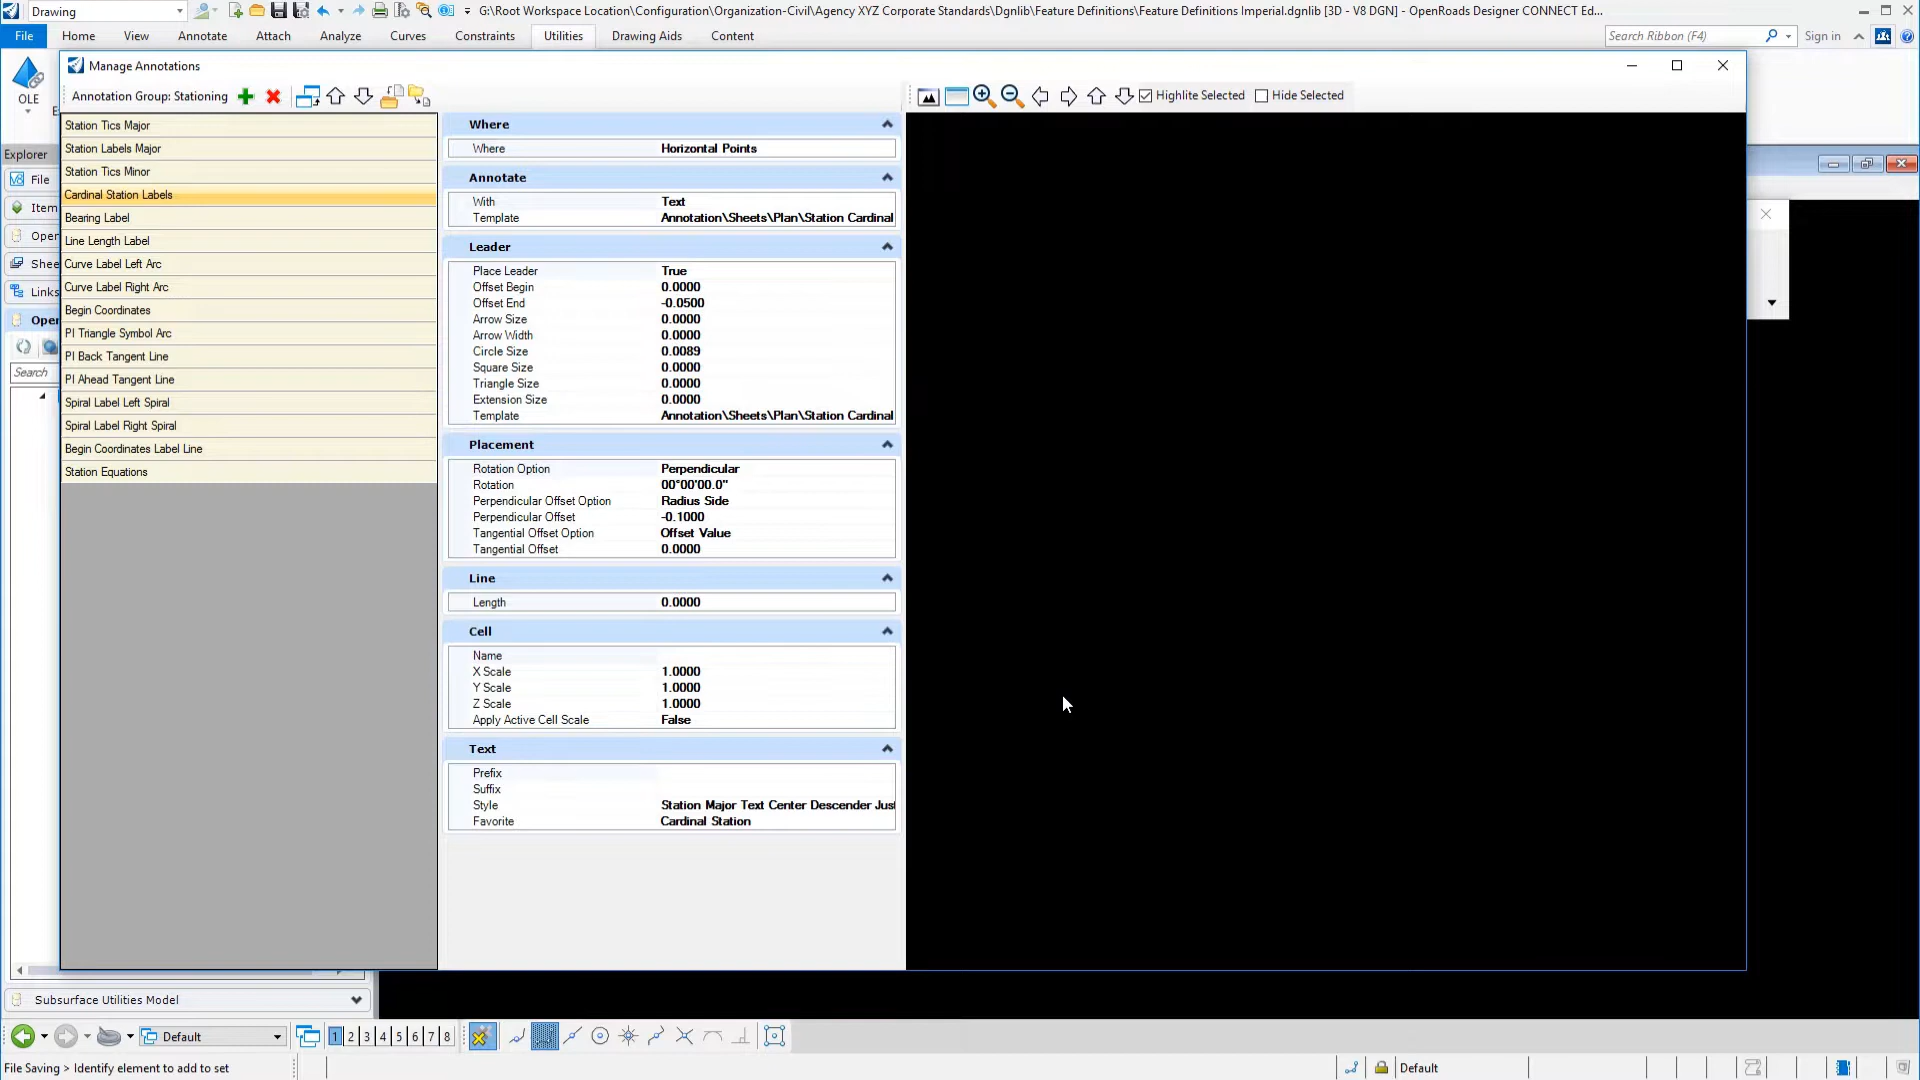 Drawing
G:\Root Workspace Location\Configuration\Organization-Civil\Agency XYZ Corporate Standards\Dgnlib\Feature Definitions\Feature Definitions Imperial.dgnlib [3D - V8 DGN] - OpenRoads Designer CONNECT Ed...
File Home View Annotate Attach Analyze Curves Constraints Utilities Drawing Aids Content
Search Ribbon (F4)
Sign in
Manage Annotations
OLE
Annotation Group: Stationing
Highlite Selected
Hide Selected
Explorer
File
Item
Open
Shee
Links
Open
Search
Station Tics Major
Station Labels Major
Station Tics Minor
Cardinal Station Labels
Bearing Label
Line Length Label
Curve Label Left Arc
Curve Label Right Arc
Begin Coordinates
PI Triangle Symbol Arc
PI Back Tangent Line
PI Ahead Tangent Line
Spiral Label Left Spiral
Spiral Label Right Spiral
Begin Coordinates Label Line
Station Equations
Where
Where Horizontal Points
Annotate
With Text
Template Annotation\Sheets\Plan\Station Cardinal
Leader
Place Leader True
Offset Begin 0.0000
Offset End -0.0500
Arrow Size 0.0000
Arrow Width 0.0000
Circle Size 0.0089
Square Size 0.0000
Triangle Size 0.0000
Extension Size 0.0000
Template Annotation\Sheets\Plan\Station Cardinal
Placement
Rotation Option Perpendicular
Rotation 00°00'00.0"
Perpendicular Offset Option Radius Side
Perpendicular Offset -0.1000
Tangential Offset Option Offset Value
Tangential Offset 0.0000
Line
Length 0.0000
Cell
Name
X Scale 1.0000
Y Scale 1.0000
Z Scale 1.0000
Apply Active Cell Scale False
Text
Prefix
Suffix
Style Station Major Text Center Descender Just
Favorite Cardinal Station
Subsurface Utilities Model
Default
1 2 3 4 5 6 7 8
File Saving > Identify element to add to set
Default